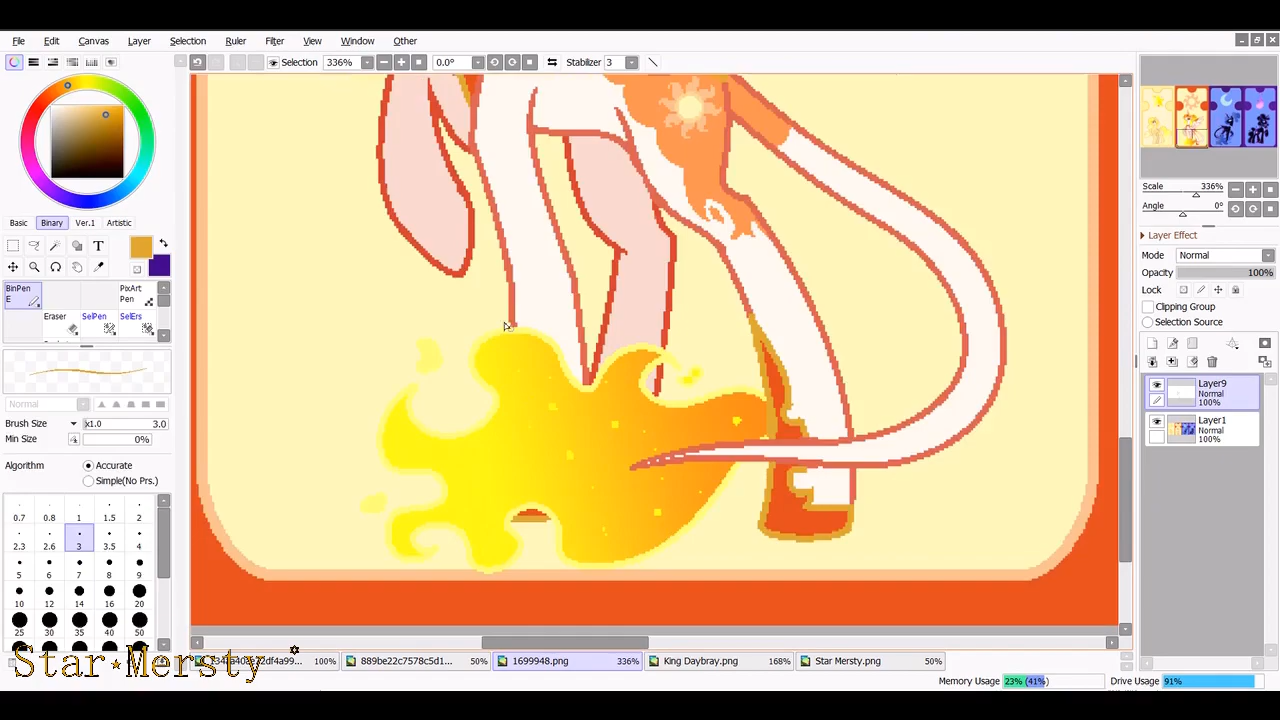 File Edit Canvas Layer Selection Ruler Filter View Window Other
Selection 336% 0.0° Stabilizer 3
Scale 336%
Angle 0°
Layer Effect
Mode Normal
Opacity 100%
Lock
Clipping Group
Selection Source
Basic Binary Ver.1 Artistic
T
BinPen PixArt
E Pen
Eraser SelPen SelErs
Normal
Brush Size x1.0 3.0
Min Size 0%
Algorithm Accurate
Simple(No Prs.)
0.7 0.8 1 1.5 2
2.3 2.6 3 3.5 4
5 6 7 8 9
10 12 14 16 20
25 30 35 40 50
Layer9
Normal
100%
Layer1
Normal
100%
Star★Mersty
100% 889be22c7578c5d1... 50% 1699948.png 336% King Daybray.png 168% Star Mersty.png 50%
Memory Usage 23% (41%) Drive Usage 91%